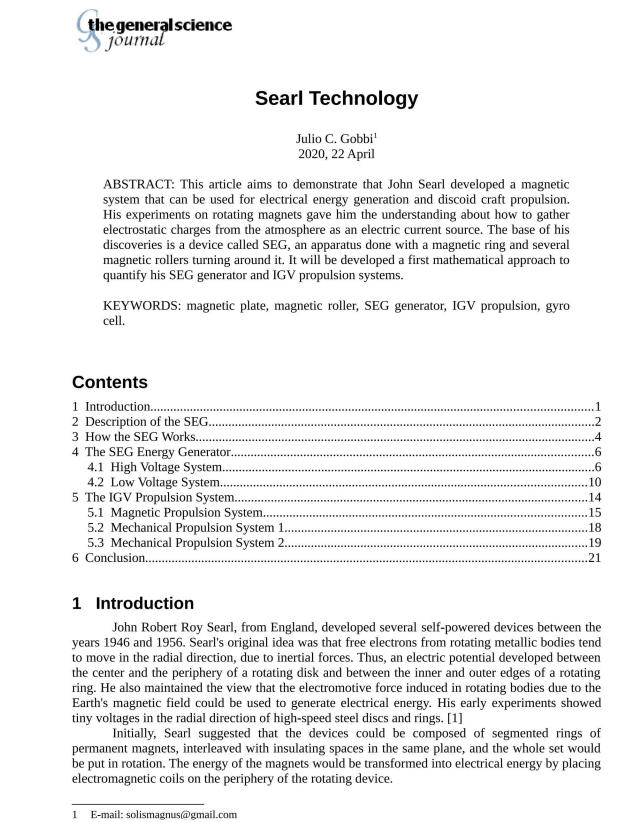 the general science
journal
Searl Technology
Julio C. Gobbi1
2020, 22 April
ABSTRACT: This article aims to demonstrate that John Searl developed a magnetic
system that can be used for electrical energy generation and discoid craft propulsion.
His experiments on rotating magnets gave him the understanding about how to gather
electrostatic charges from the atmosphere as an electric current source. The base of his
discoveries is a device called SEG, an apparatus done with a magnetic ring and several
magnetic rollers turning around it. It will be developed a first mathematical approach to
quantify his SEG generator and IGV propulsion systems.
KEYWORDS: magnetic plate, magnetic roller, SEG generator, IGV propulsion, gyro
cell.
Contents
1 Introduction.....1
2 Description of the SEG.....2
3 How the SEG Works.....4
4 The SEG Energy Generator.....6
4.1 High Voltage System.....6
4.2 Low Voltage System.....10
5 The IGV Propulsion System.....14
5.1 Magnetic Propulsion System.....15
5.2 Mechanical Propulsion System 1.....18
5.3 Mechanical Propulsion System 2.....19
6 Conclusion.....21
1 Introduction
John Robert Roy Searl, from England, developed several self-powered devices between the
years 1946 and 1956. Searl's original idea was that free electrons from rotating metallic bodies tend
to move in the radial direction, due to inertial forces. Thus, an electric potential developed between
the center and the periphery of a rotating disk and between the inner and outer edges of a rotating
ring. He also maintained the view that the electromotive force induced in rotating bodies due to the
Earth's magnetic field could be used to generate electrical energy. His early experiments showed
tiny voltages in the radial direction of high-speed steel discs and rings. [1]
Initially, Searl suggested that the devices could be composed of segmented rings of
permanent magnets, interleaved with insulating spaces in the same plane, and the whole set would
be put in rotation. The energy of the magnets would be transformed into electrical energy by placing
electromagnetic coils on the periphery of the rotating device.
1 E-mail: solismagnus@gmail.com